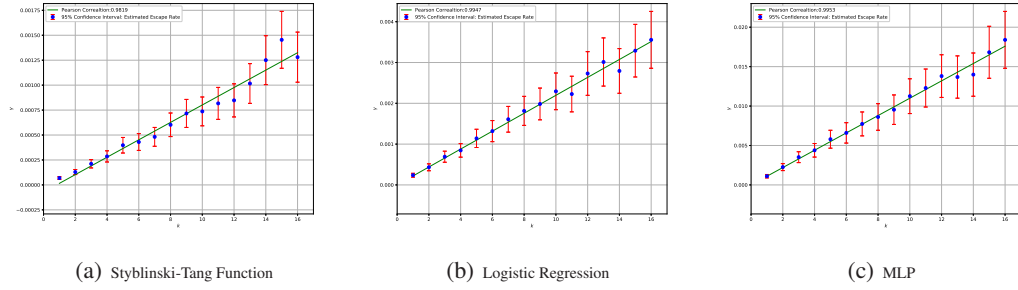 Pearson Correaltion:0.9819
95% Confidence Interval: Estimated Escape Rate
0.00175
0.00150
0.00125
0.00100
0.00075
0.00050
0.00025
0.00000
−0.00025
0 2 4 6 8 10 12 14 16
k
Pearson Correaltion:0.9947
95% Confidence Interval: Estimated Escape Rate
0.004
0.003
0.002
0.001
0.000
0 2 4 6 8 10 12 14 16
k
Pearson Correaltion:0.9953
95% Confidence Interval: Estimated Escape Rate
0.020
0.015
0.010
0.005
0.000
0 2 4 6 8 10 12 14 16
k
(a) Styblinski-Tang Function
(b) Logistic Regression
(c) MLP